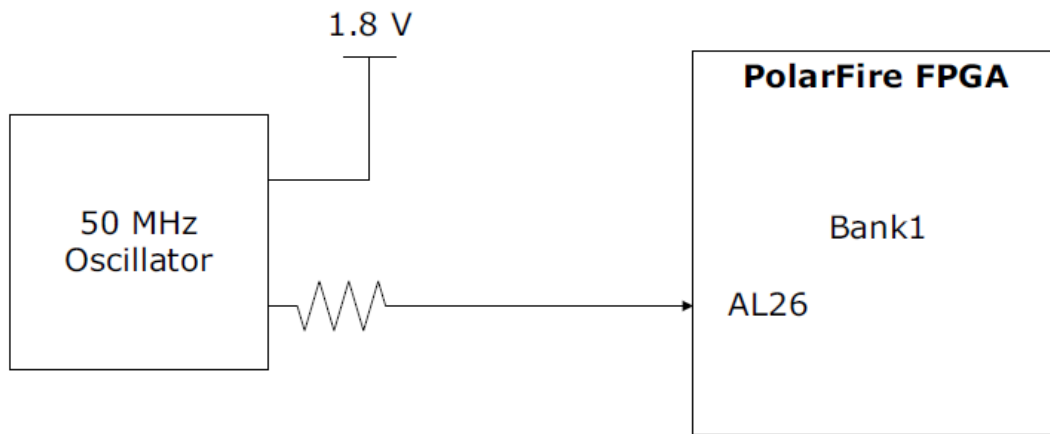 1.8 V
PolarFire FPGA
50 MHz
Oscillator
Bank1
AL26